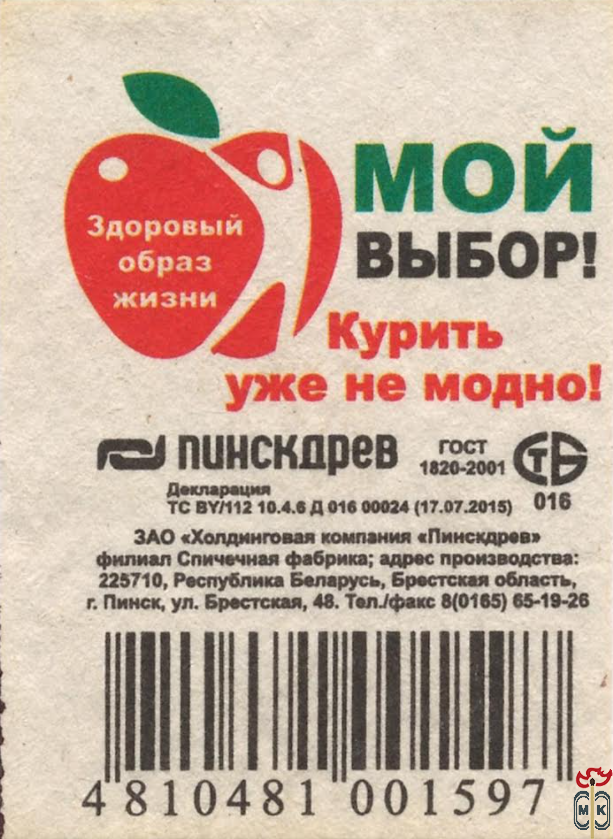 Здоровый
образ
жизни
МОЙ
ВЫБОР!
Курить
уже не модно!
ПИНСКДРЕВ
ГОСТ
1820-2001
СТБ
016
Декларация
ТС BY/112 10.4.6 Д 016 00024 (17.07.2015)
ЗАО «Холдинговая компания «Пинскдрев»
филиал Спичечная фабрика; адрес производства:
225710, Республика Беларусь, Брестская область,
г. Пинск, ул. Брестская, 48. Тел./факс 8(0165) 65-19-26
4 810481 001597
МК